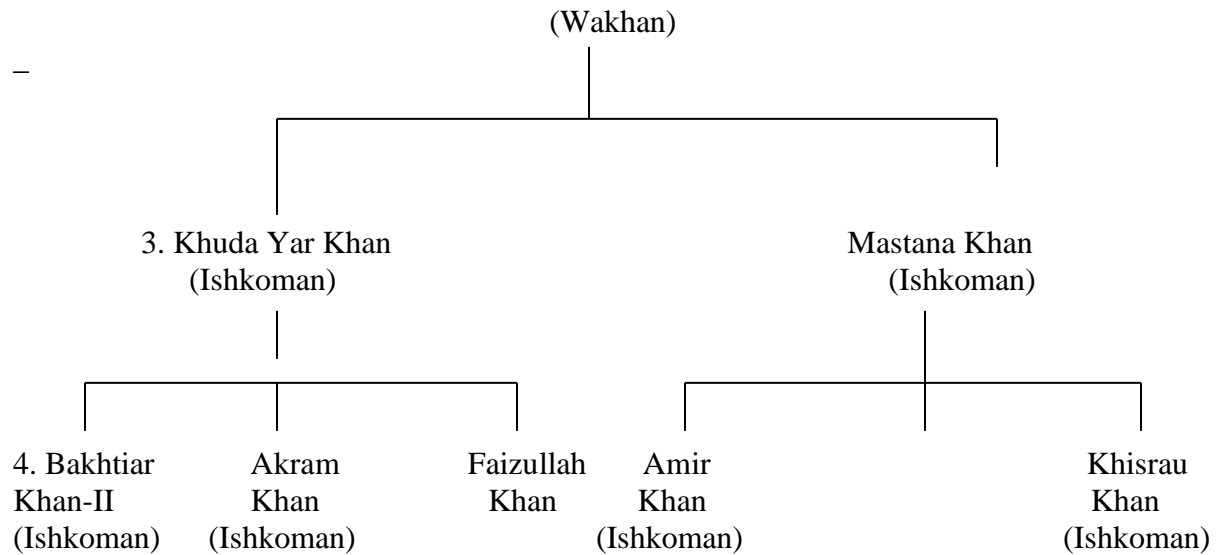 (Wakhan)
–
3. Khuda Yar Khan Mastana Khan
(Ishkoman) (Ishkoman)
4. Bakhtiar Akram Faizullah Amir Khisrau
Khan-II Khan Khan Khan Khan
(Ishkoman) (Ishkoman) (Ishkoman) (Ishkoman)